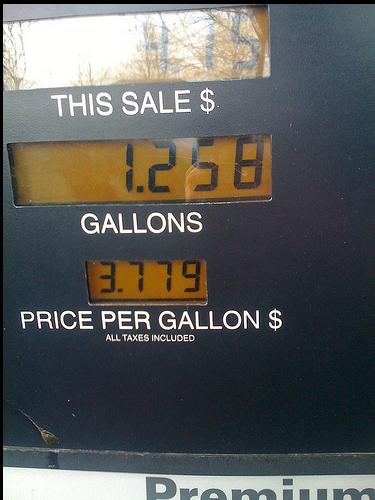 4.75
THIS SALE $
1.258
GALLONS
3.779
PRICE PER GALLON $
ALL TAXES INCLUDED
Premium